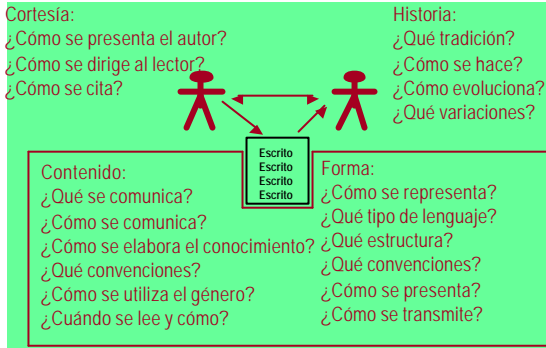 Cortesía:
¿Cómo se presenta el autor?
¿Cómo se dirige al lector?
¿Cómo se cita?
Historia:
¿Qué tradición?
¿Cómo se hace?
¿Cómo evoluciona?
¿Qué variaciones?
Escrito
Escrito
Escrito
Escrito
Contenido:
¿Qué se comunica?
¿Cómo se comunica?
¿Cómo se elabora el conocimiento?
¿Qué convenciones?
¿Cómo se utiliza el género?
¿Cuándo se lee y cómo?
Forma:
¿Cómo se representa?
¿Qué tipo de lenguaje?
¿Qué estructura?
¿Qué convenciones?
¿Cómo se presenta?
¿Cómo se transmite?